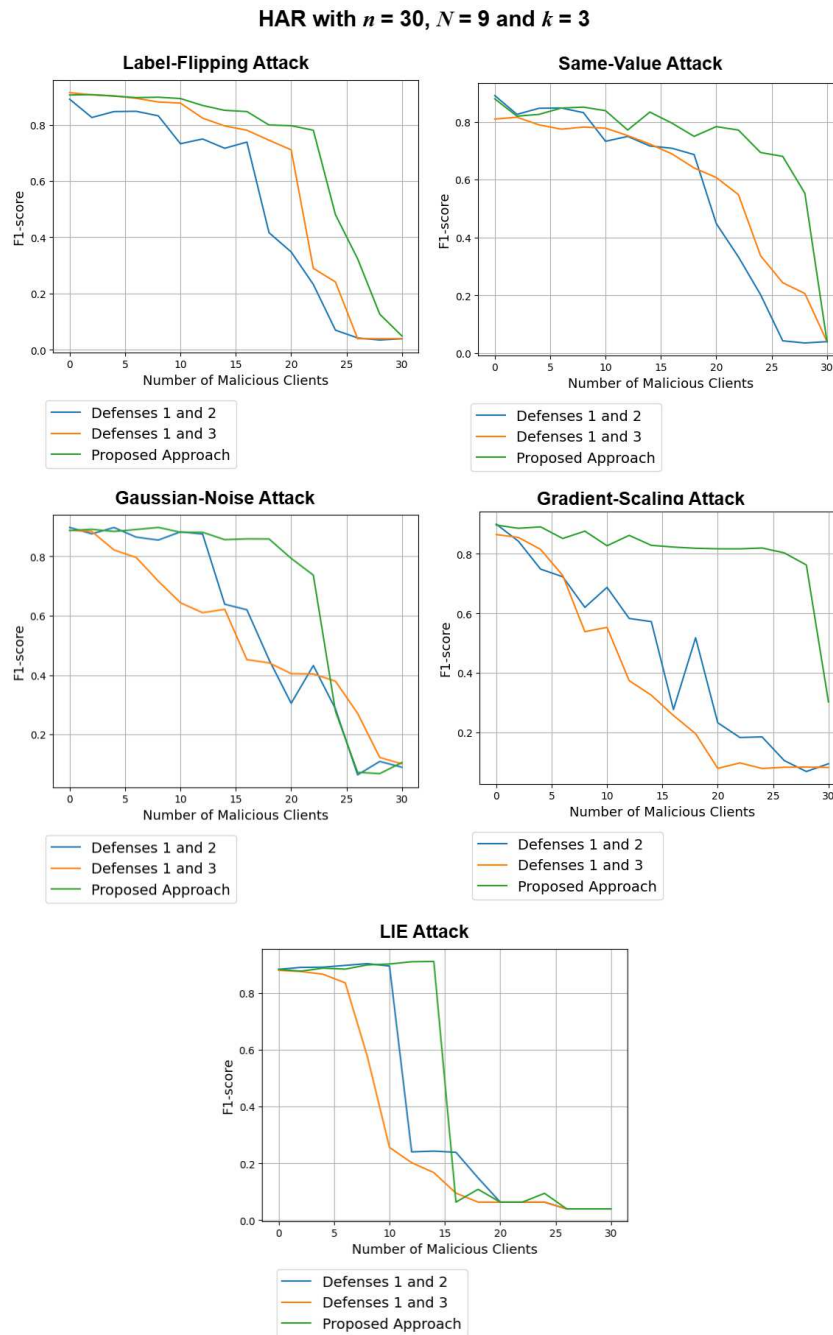 HAR with n = 30, N = 9 and k = 3
Label-Flipping Attack
F1-score
0.8
0.6
0.4
0.2
0.0
0 5 10 15 20 25 30
Number of Malicious Clients
Defenses 1 and 2
Defenses 1 and 3
Proposed Approach
Same-Value Attack
F1-score
0.8
0.6
0.4
0.2
0.0
0 5 10 15 20 25 30
Number of Malicious Clients
Defenses 1 and 2
Defenses 1 and 3
Proposed Approach
Gaussian-Noise Attack
F1-score
0.8
0.6
0.4
0.2
0 5 10 15 20 25 30
Number of Malicious Clients
Defenses 1 and 2
Defenses 1 and 3
Proposed Approach
Gradient-Scaling Attack
F1-score
0.8
0.6
0.4
0.2
0 5 10 15 20 25 30
Number of Malicious Clients
Defenses 1 and 2
Defenses 1 and 3
Proposed Approach
LIE Attack
F1-score
0.8
0.6
0.4
0.2
0.0
0 5 10 15 20 25 30
Number of Malicious Clients
Defenses 1 and 2
Defenses 1 and 3
Proposed Approach